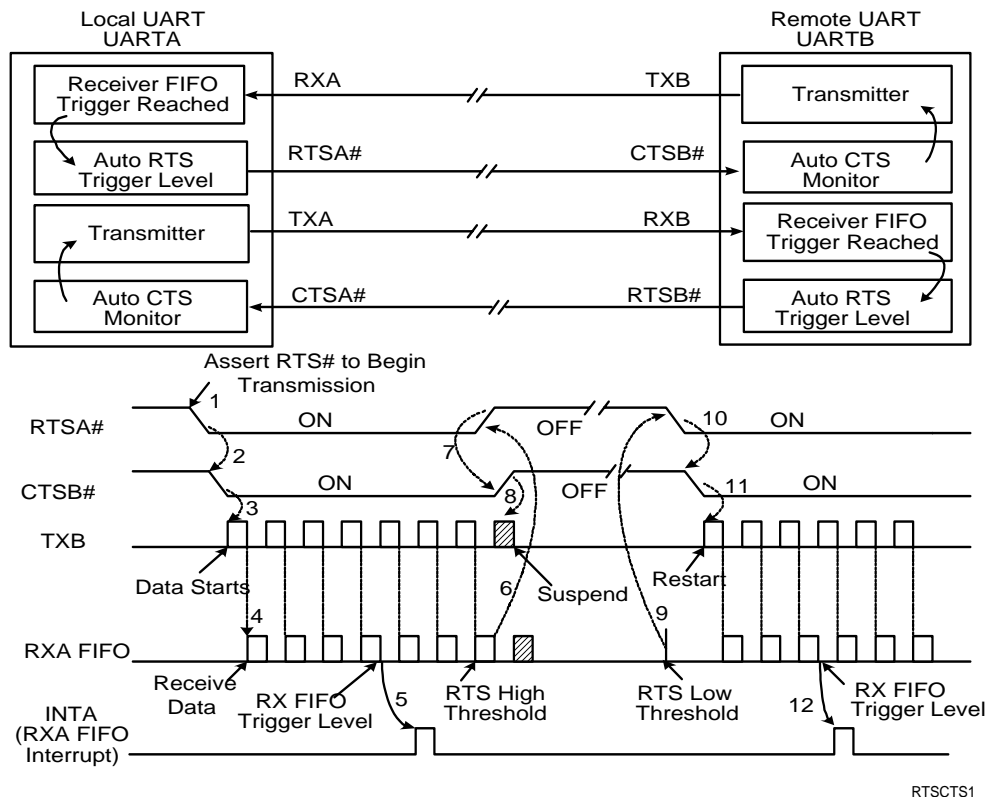 Local UART
UARTA
Remote UART
UARTB
Receiver FIFO
Trigger Reached
RXA
TXB
Transmitter
Auto RTS
Trigger Level
RTSA#
CTSB#
Auto CTS
Monitor
Transmitter
TXA
RXB
Receiver FIFO
Trigger Reached
Auto CTS
Monitor
CTSA#
RTSB#
Auto RTS
Trigger Level
Assert RTS# to Begin
Transmission
RTSA#
1
ON
7
OFF
10
ON
2
CTSB#
ON
8
OFF
11
ON
3
TXB
Data Starts
6
Suspend
Restart
4
9
RXA FIFO
Receive
Data
RX FIFO
Trigger Level
5
RTS High
Threshold
RTS Low
Threshold
12
RX FIFO
Trigger Level
INTA
(RXA FIFO
Interrupt)
RTSCTS1